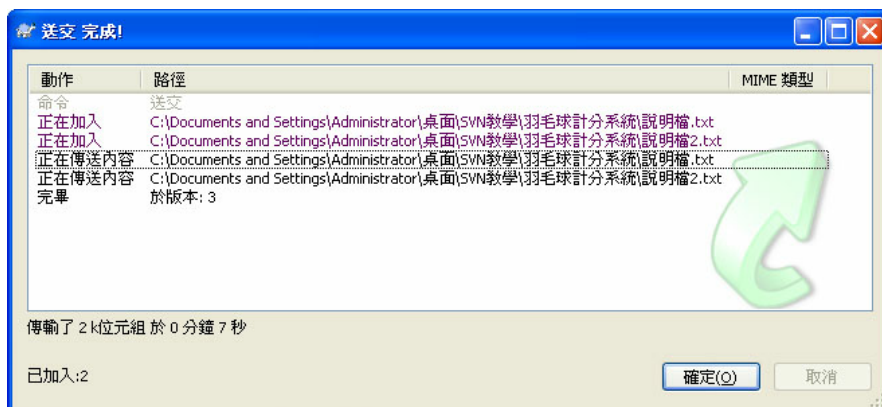 送交 完成!
動作 路徑 MIME 類型
命令 送交
正在加入 C:\Documents and Settings\Administrator\桌面\SVN教學\羽毛球計分系統\說明檔.txt
正在加入 C:\Documents and Settings\Administrator\桌面\SVN教學\羽毛球計分系統\說明檔2.txt
正在傳送內容 C:\Documents and Settings\Administrator\桌面\SVN教學\羽毛球計分系統\說明檔.txt
正在傳送內容 C:\Documents and Settings\Administrator\桌面\SVN教學\羽毛球計分系統\說明檔2.txt
完畢 於版本: 3
傳輸了 2 k位元組 於 0 分鐘 7 秒
已加入:2
確定(O) 取消